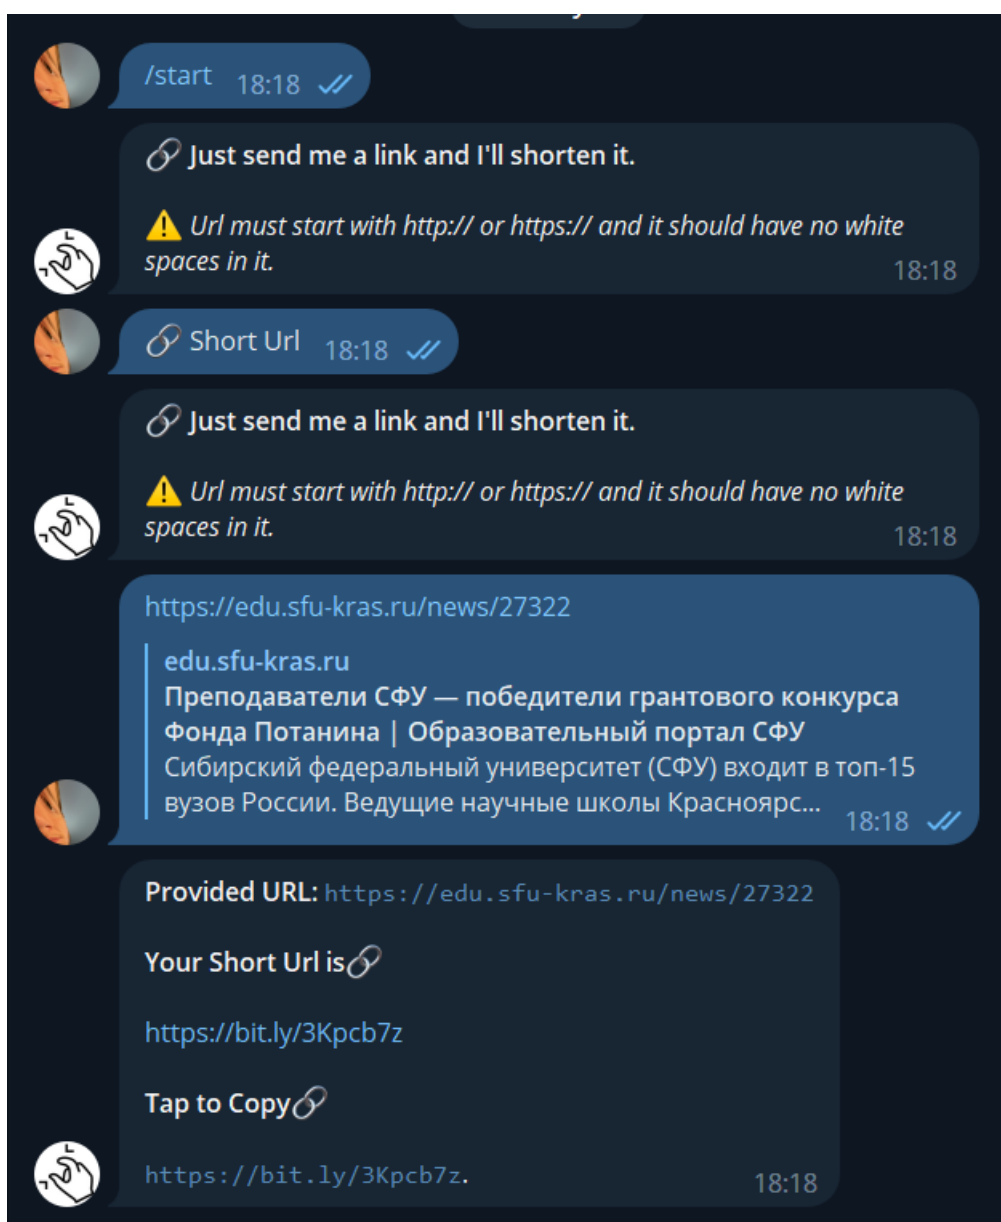 /start 18:18
🔗 Just send me a link and I'll shorten it.
⚠️ Url must start with http:// or https:// and it should have no white
spaces in it.
18:18
🔗 Short Url 18:18
🔗 Just send me a link and I'll shorten it.
⚠️ Url must start with http:// or https:// and it should have no white
spaces in it.
18:18
https://edu.sfu-kras.ru/news/27322
edu.sfu-kras.ru
Преподаватели СФУ — победители грантового конкурса
Фонда Потанина | Образовательный портал СФУ
Сибирский федеральный университет (СФУ) входит в топ-15
вузов России. Ведущие научные школы Красноярс...
18:18
Provided URL: https://edu.sfu-kras.ru/news/27322
Your Short Url is🔗
https://bit.ly/3Kpcb7z
Tap to Copy🔗
https://bit.ly/3Kpcb7z.
18:18